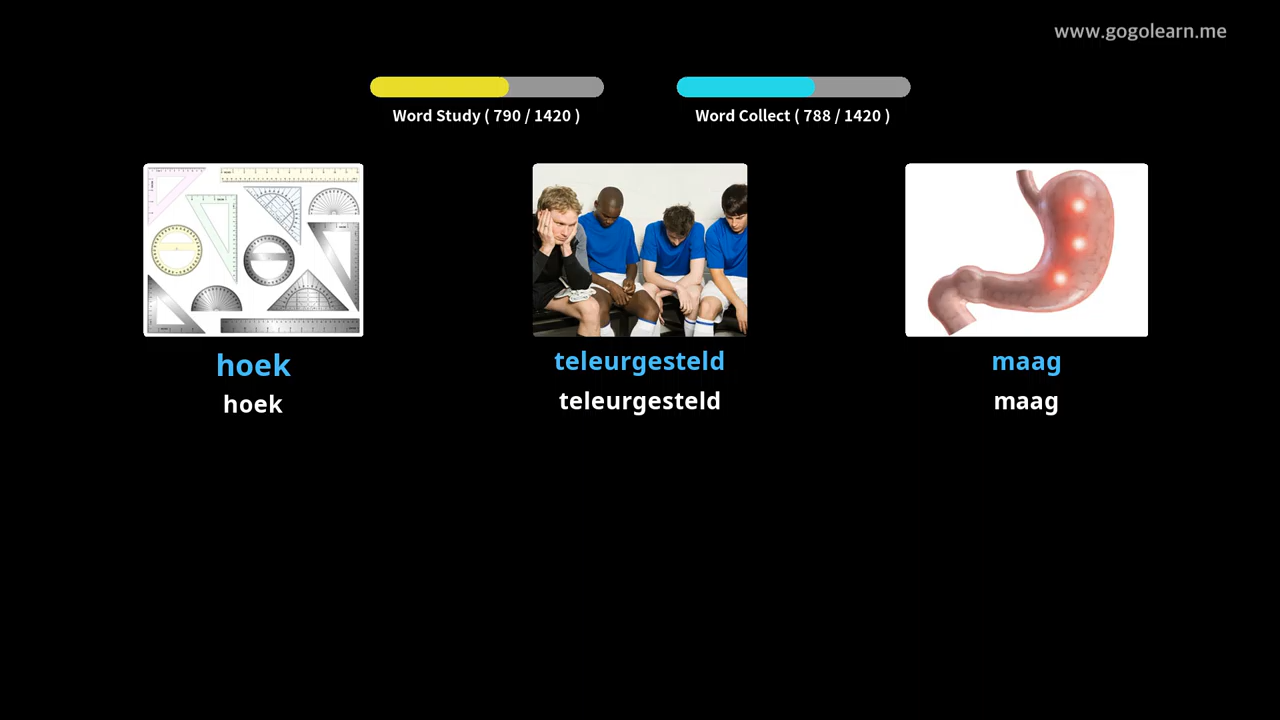 www.gogolearn.me
Word Study ( 790 / 1420 )
Word Collect ( 788 / 1420 )
hoek
hoek
teleurgesteld
teleurgesteld
maag
maag